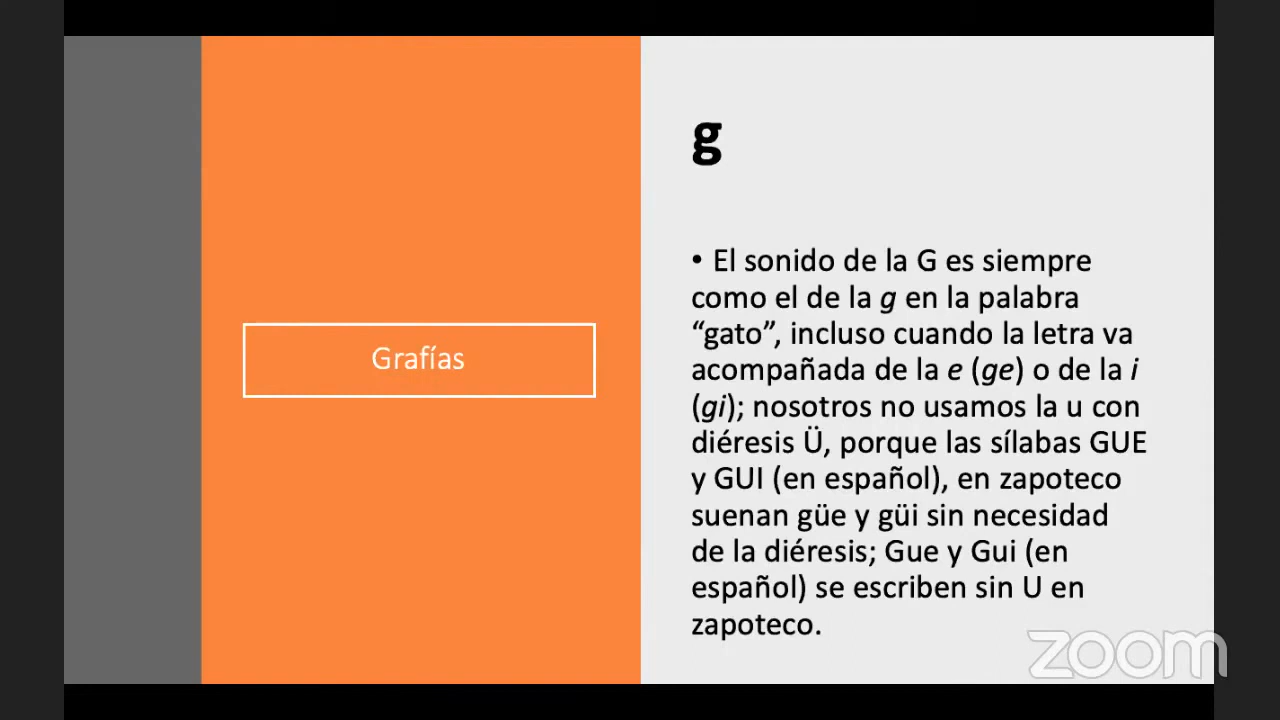 Grafías
g
• El sonido de la G es siempre
como el de la g en la palabra
“gato”, incluso cuando la letra va
acompañada de la e (ge) o de la i
(gi); nosotros no usamos la u con
diéresis Ü, porque las sílabas GUE
y GUI (en español), en zapoteco
suenan güe y güi sin necesidad
de la diéresis; Gue y Gui (en
español) se escriben sin U en
zapoteco.
zoom